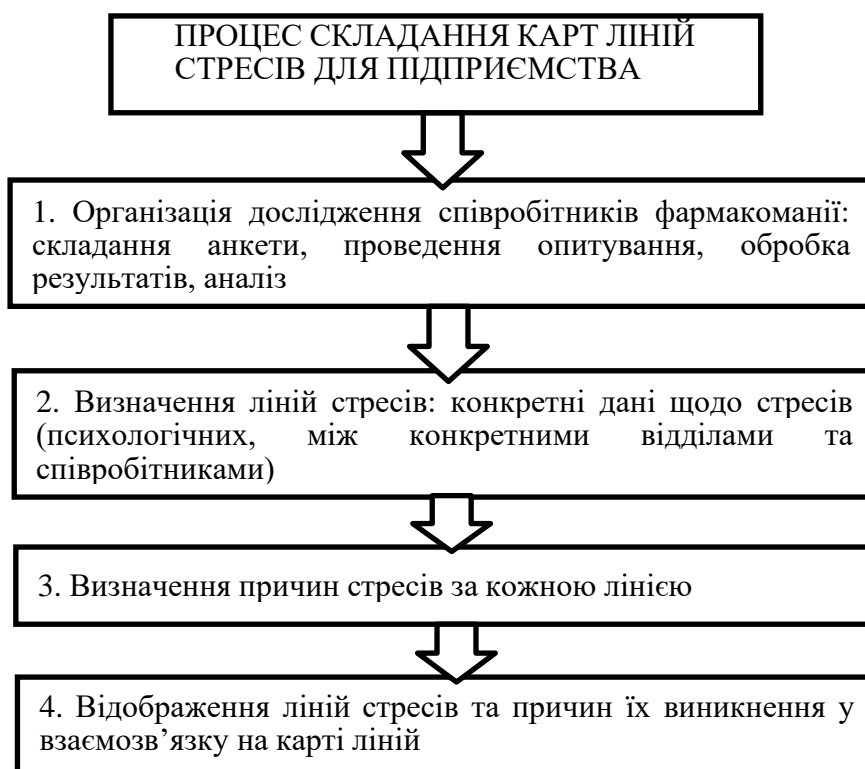 ПРОЦЕС СКЛАДАННЯ КАРТ ЛІНІЙ
СТРЕСІВ ДЛЯ ПІДПРИЄМСТВА
1. Організація дослідження співробітників фармакоманії:
складання анкети, проведення опитування, обробка
результатів, аналіз
2. Визначення ліній стресів: конкретні дані щодо стресів
(психологічних, між конкретними відділами та
співробітниками)
3. Визначення причин стресів за кожною лінією
4. Відображення ліній стресів та причин їх виникнення у
взаємозв’язку на карті ліній